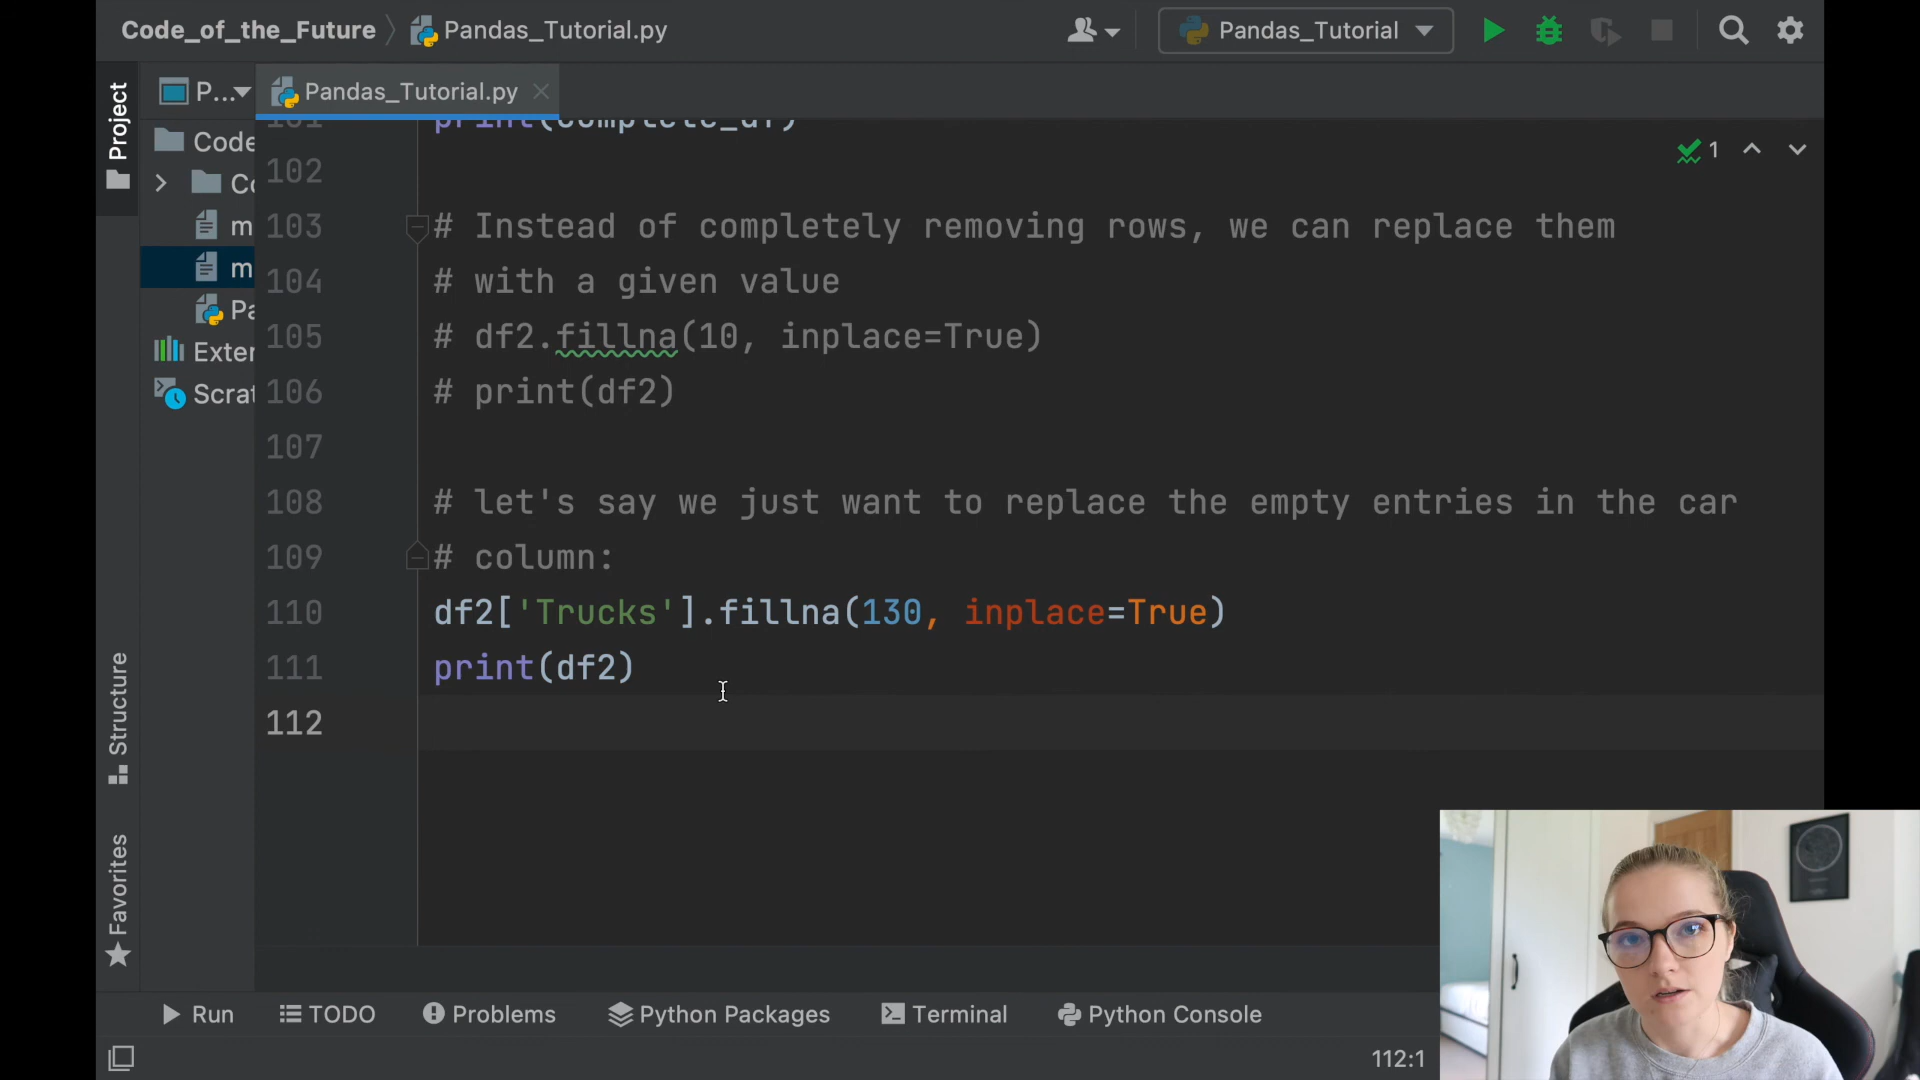 Code_of_the_Future
Pandas_Tutorial.py
Pandas_Tutorial
Project
P...
Pandas_Tutorial.py
Code
m
m
Exter
101 print(complete_df)
1
102
103 # Instead of completely removing rows, we can replace them
104 # with a given value
105 # df2.fillna(10, inplace=True)
106 # print(df2)
107
108 # let's say we just want to replace the empty entries in the car
109 # column:
110 df2['Trucks'].fillna(130, inplace=True)
111 print(df2)
112
Structure
Favorites
Run
TODO
Problems
Python Packages
Terminal
Python Console
112:1